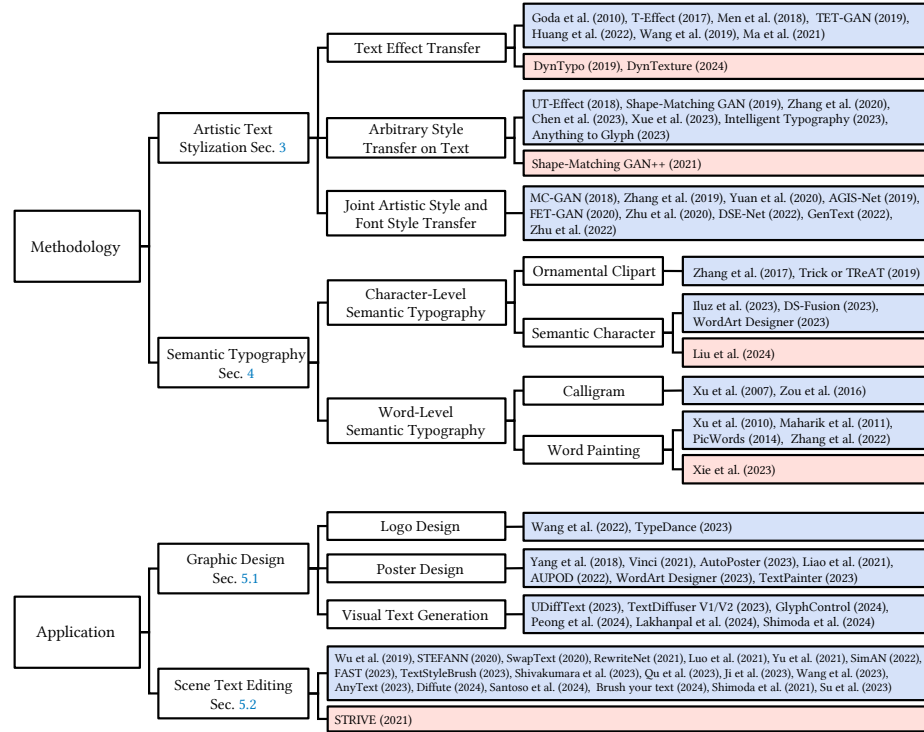 Methodology
Artistic Text
Stylization Sec. 3
Text Effect Transfer
Goda et al. (2010), T-Effect (2017), Men et al. (2018), TET-GAN (2019),
Huang et al. (2022), Wang et al. (2019), Ma et al. (2021)
DynTypo (2019), DynTexture (2024)
Arbitrary Style
Transfer on Text
UT-Effect (2018), Shape-Matching GAN (2019), Zhang et al. (2020),
Chen et al. (2023), Xue et al. (2023), Intelligent Typography (2023),
Anything to Glyph (2023)
Shape-Matching GAN++ (2021)
Joint Artistic Style and
Font Style Transfer
MC-GAN (2018), Zhang et al. (2019), Yuan et al. (2020), AGIS-Net (2019),
FET-GAN (2020), Zhu et al. (2020), DSE-Net (2022), GenText (2022),
Zhu et al. (2022)
Semantic Typography
Sec. 4
Character-Level
Semantic Typography
Ornamental Clipart
Zhang et al. (2017), Trick or TReAT (2019)
Semantic Character
Iluz et al. (2023), DS-Fusion (2023),
WordArt Designer (2023)
Liu et al. (2024)
Word-Level
Semantic Typography
Calligram
Xu et al. (2007), Zou et al. (2016)
Word Painting
Xu et al. (2010), Maharik et al. (2011),
PicWords (2014), Zhang et al. (2022)
Xie et al. (2023)
Application
Graphic Design
Sec. 5.1
Logo Design
Wang et al. (2022), TypeDance (2023)
Poster Design
Yang et al. (2018), Vinci (2021), AutoPoster (2023), Liao et al. (2021),
AUPOD (2022), WordArt Designer (2023), TextPainter (2023)
Visual Text Generation
UDiffText (2023), TextDiffuser V1/V2 (2023), GlyphControl (2024),
Peong et al. (2024), Lakhanpal et al. (2024), Shimoda et al. (2024)
Scene Text Editing
Sec. 5.2
Wu et al. (2019), STEFANN (2020), SwapText (2020), RewriteNet (2021), Luo et al. (2021), Yu et al. (2021), SimAN (2022),
FAST (2023), TextStyleBrush (2023), Shivakumara et al. (2023), Qu et al. (2023), Ji et al. (2023), Wang et al. (2023),
AnyText (2023), Diffute (2024), Santoso et al. (2024), Brush your text (2024), Shimoda et al. (2021), Su et al. (2023)
STRIVE (2021)